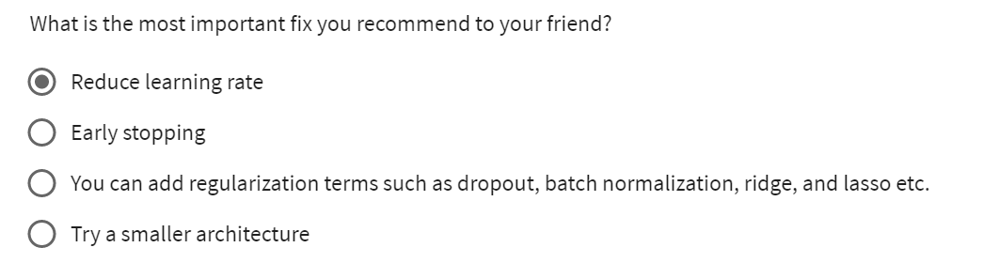 What is the most important fix you recommend to your friend?
Reduce learning rate
Early stopping
You can add regularization terms such as dropout, batch normalization, ridge, and lasso etc.
Try a smaller architecture